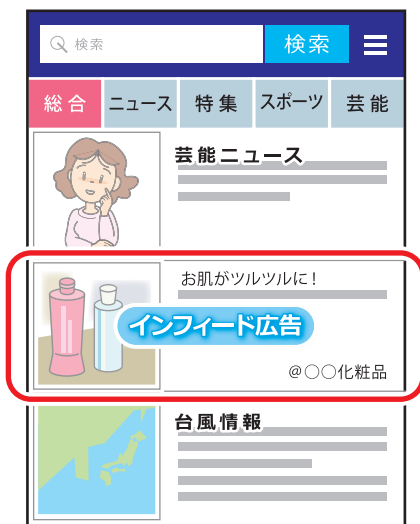 検索 検索
総合 ニュース 特集 スポーツ 芸能
芸能ニュース
お肌がツルツルに!
インフィード広告
@○○化粧品
台風情報